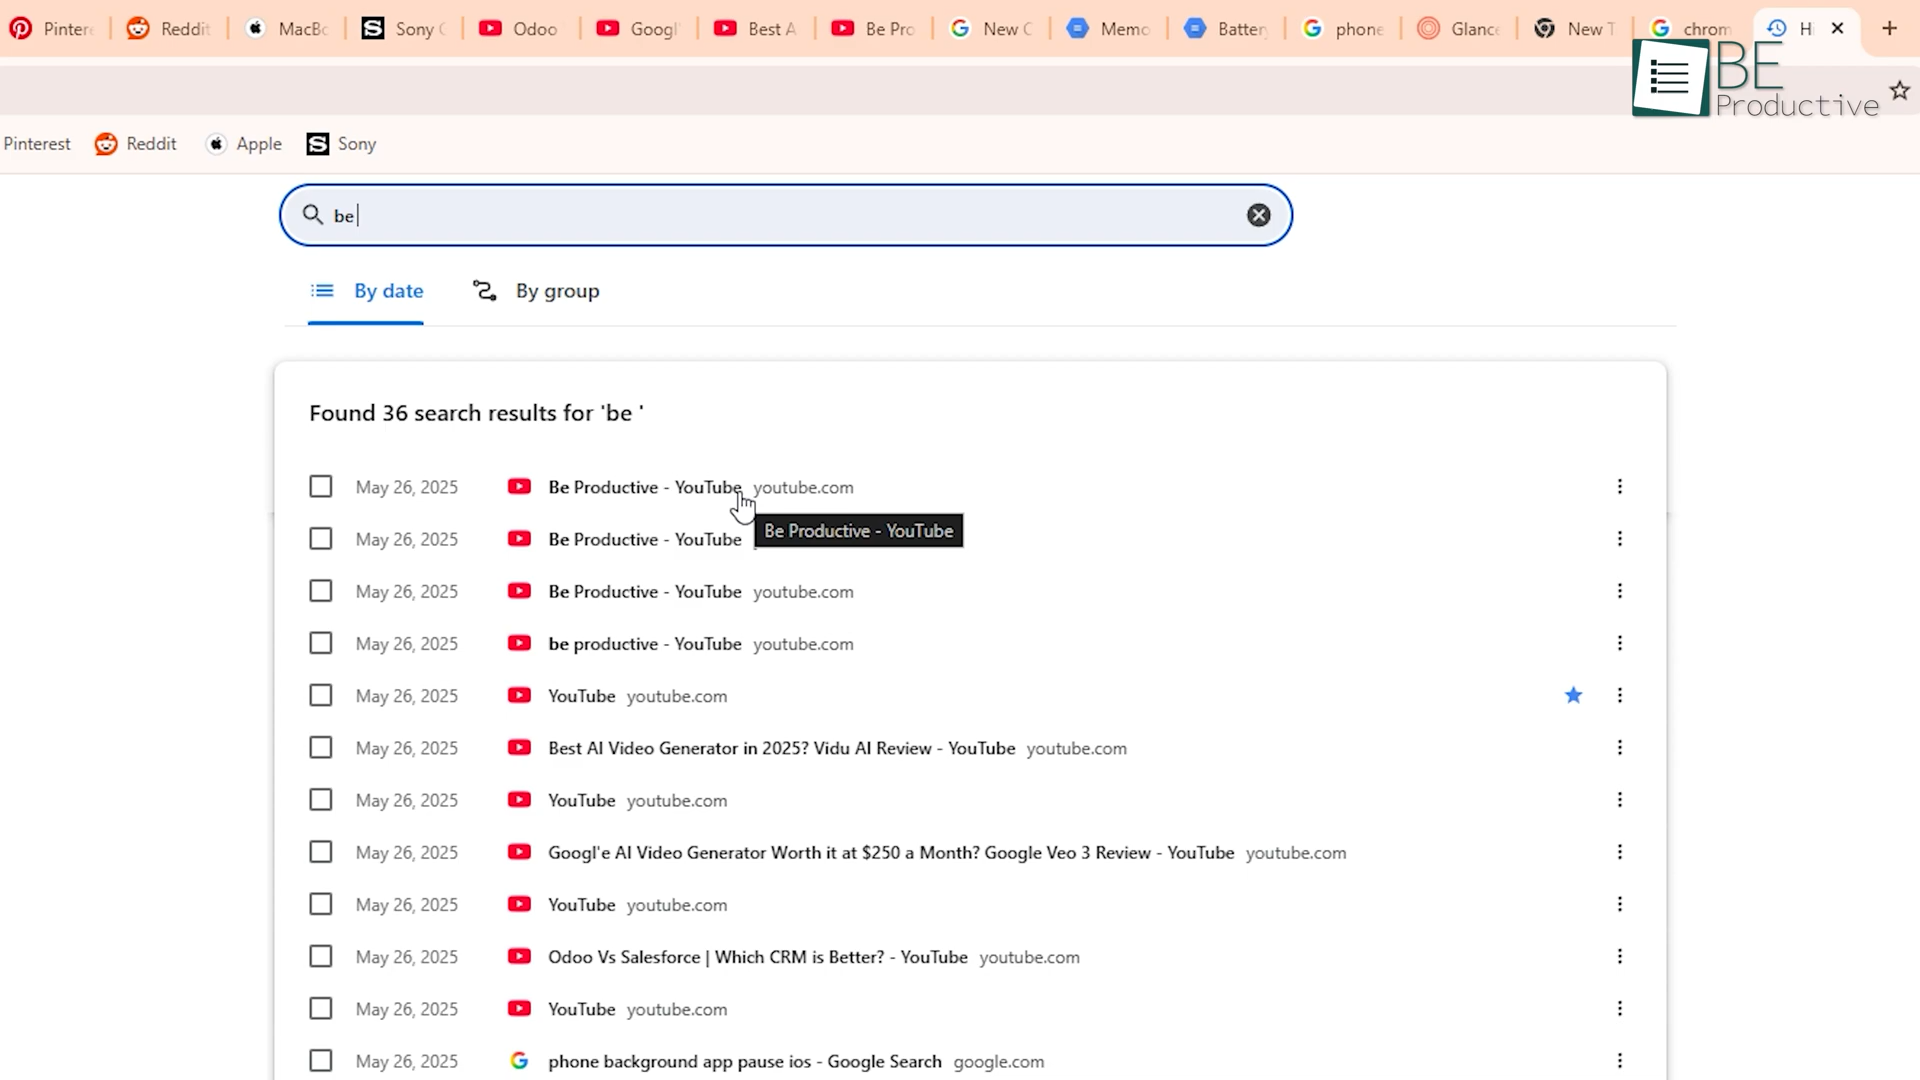 Pinter
Reddit
MacBo
Sony
Odoo
Googl'
Best A
Be Pro
New C
Memo
Batter
phone
Glance
New T
chrom
Hi
BE
Productive
Pinterest
Reddit
Apple
Sony
be
By date
By group
Found 36 search results for 'be '
May 26, 2025 Be Productive - YouTube youtube.com
Be Productive - YouTube
May 26, 2025 Be Productive - YouTube
May 26, 2025 Be Productive - YouTube youtube.com
May 26, 2025 be productive - YouTube youtube.com
May 26, 2025 YouTube youtube.com
May 26, 2025 Best AI Video Generator in 2025? Vidu AI Review - YouTube youtube.com
May 26, 2025 YouTube youtube.com
May 26, 2025 Googl'e AI Video Generator Worth it at $250 a Month? Google Veo 3 Review - YouTube youtube.com
May 26, 2025 YouTube youtube.com
May 26, 2025 Odoo Vs Salesforce | Which CRM is Better? - YouTube youtube.com
May 26, 2025 YouTube youtube.com
May 26, 2025 phone background app pause ios - Google Search google.com